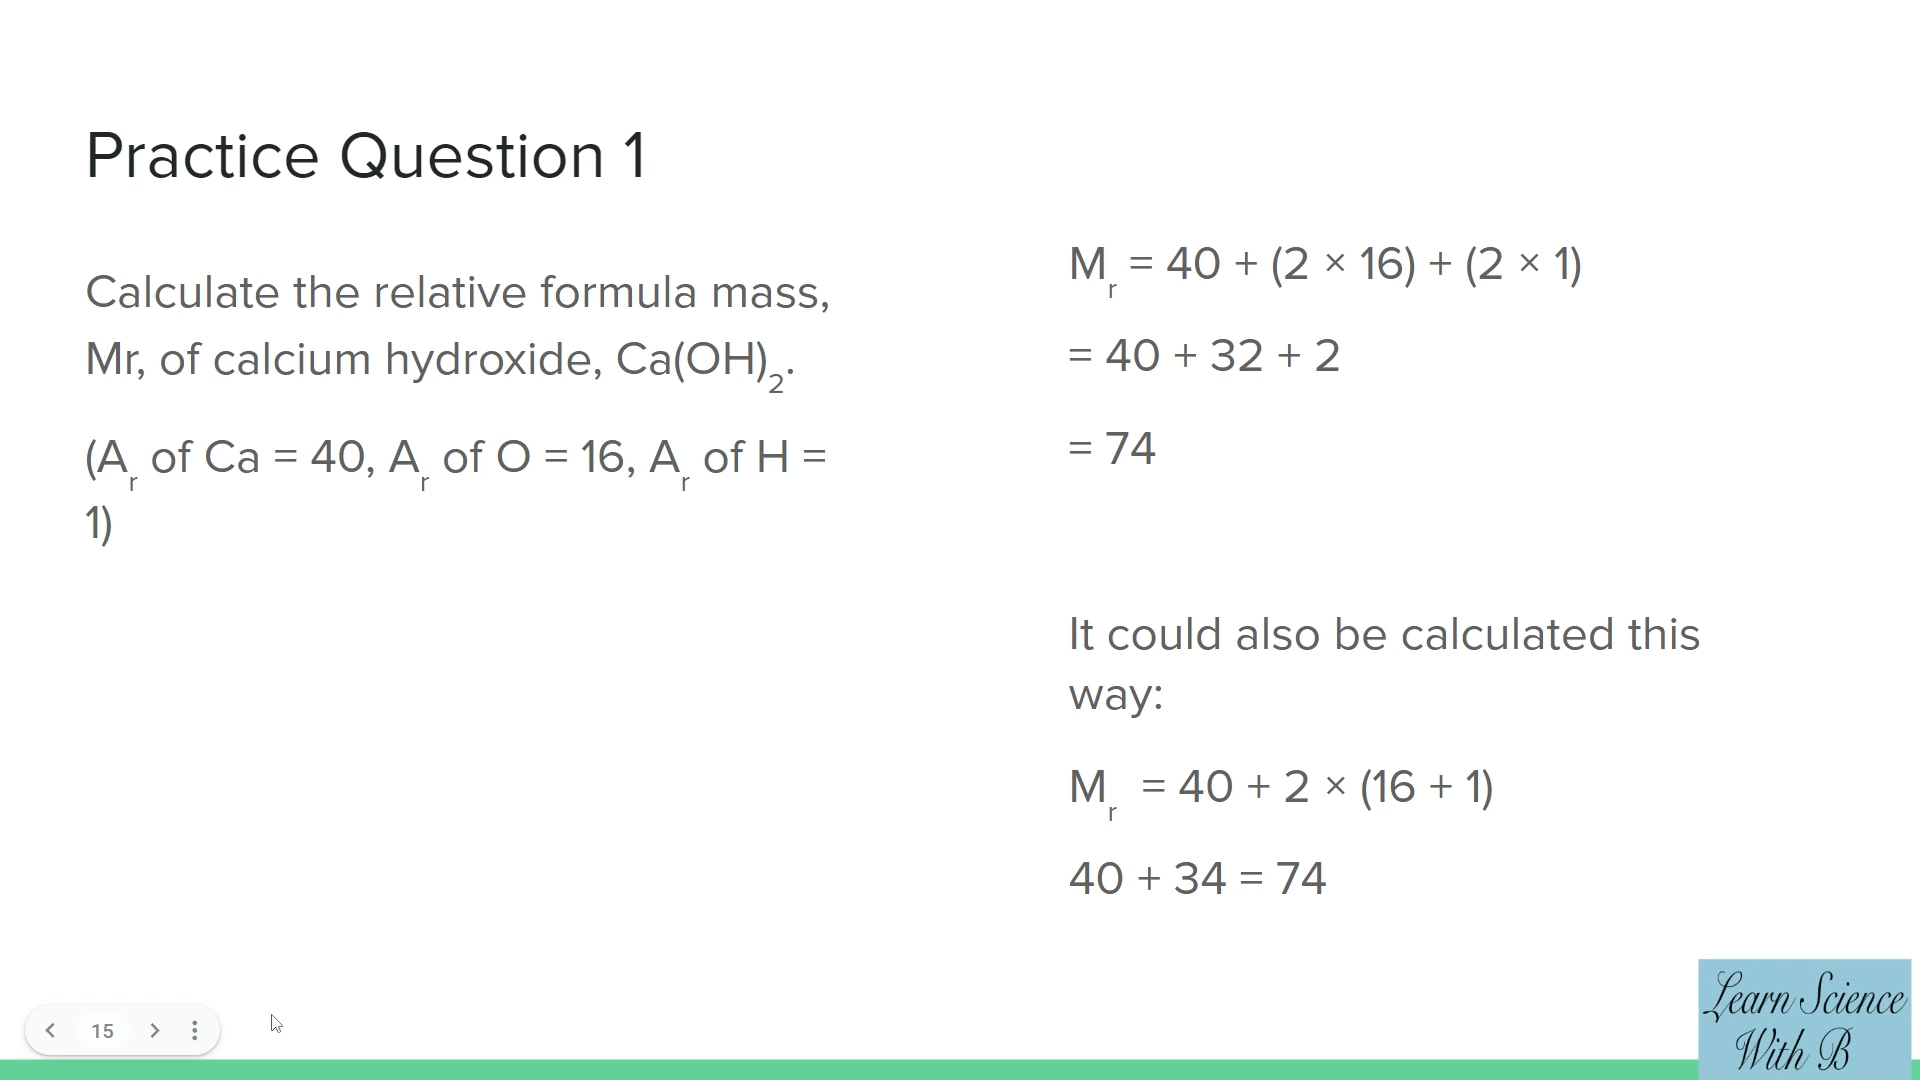 Practice Question 1
Calculate the relative formula mass,
Mr, of calcium hydroxide, Ca(OH)₂.
(Aᵣ of Ca = 40, Aᵣ of O = 16, Aᵣ of H =
1)
Mᵣ = 40 + (2 × 16) + (2 × 1)
= 40 + 32 + 2
= 74
It could also be calculated this
way:
Mᵣ = 40 + 2 × (16 + 1)
40 + 34 = 74
15
Learn Science
With B